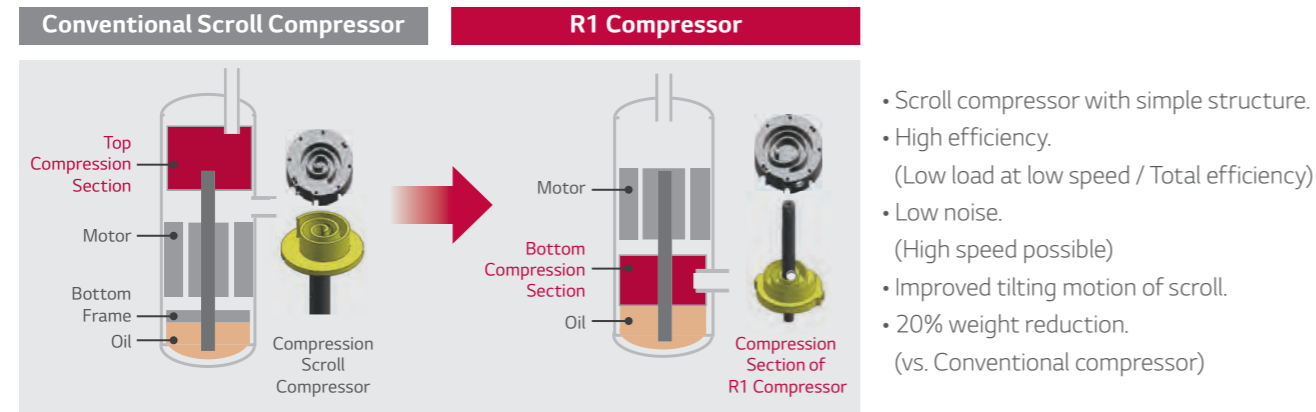 Conventional Scroll Compressor
R1 Compressor
Top
Compression
Section
Motor
Bottom
Frame
Oil
Compression
Scroll
Compressor
Motor
Bottom
Compression
Section
Oil
Compression
Section of
R1 Compressor
• Scroll compressor with simple structure.
• High efficiency.
(Low load at low speed / Total efficiency)
• Low noise.
(High speed possible)
• Improved tilting motion of scroll.
• 20% weight reduction.
(vs. Conventional compressor)